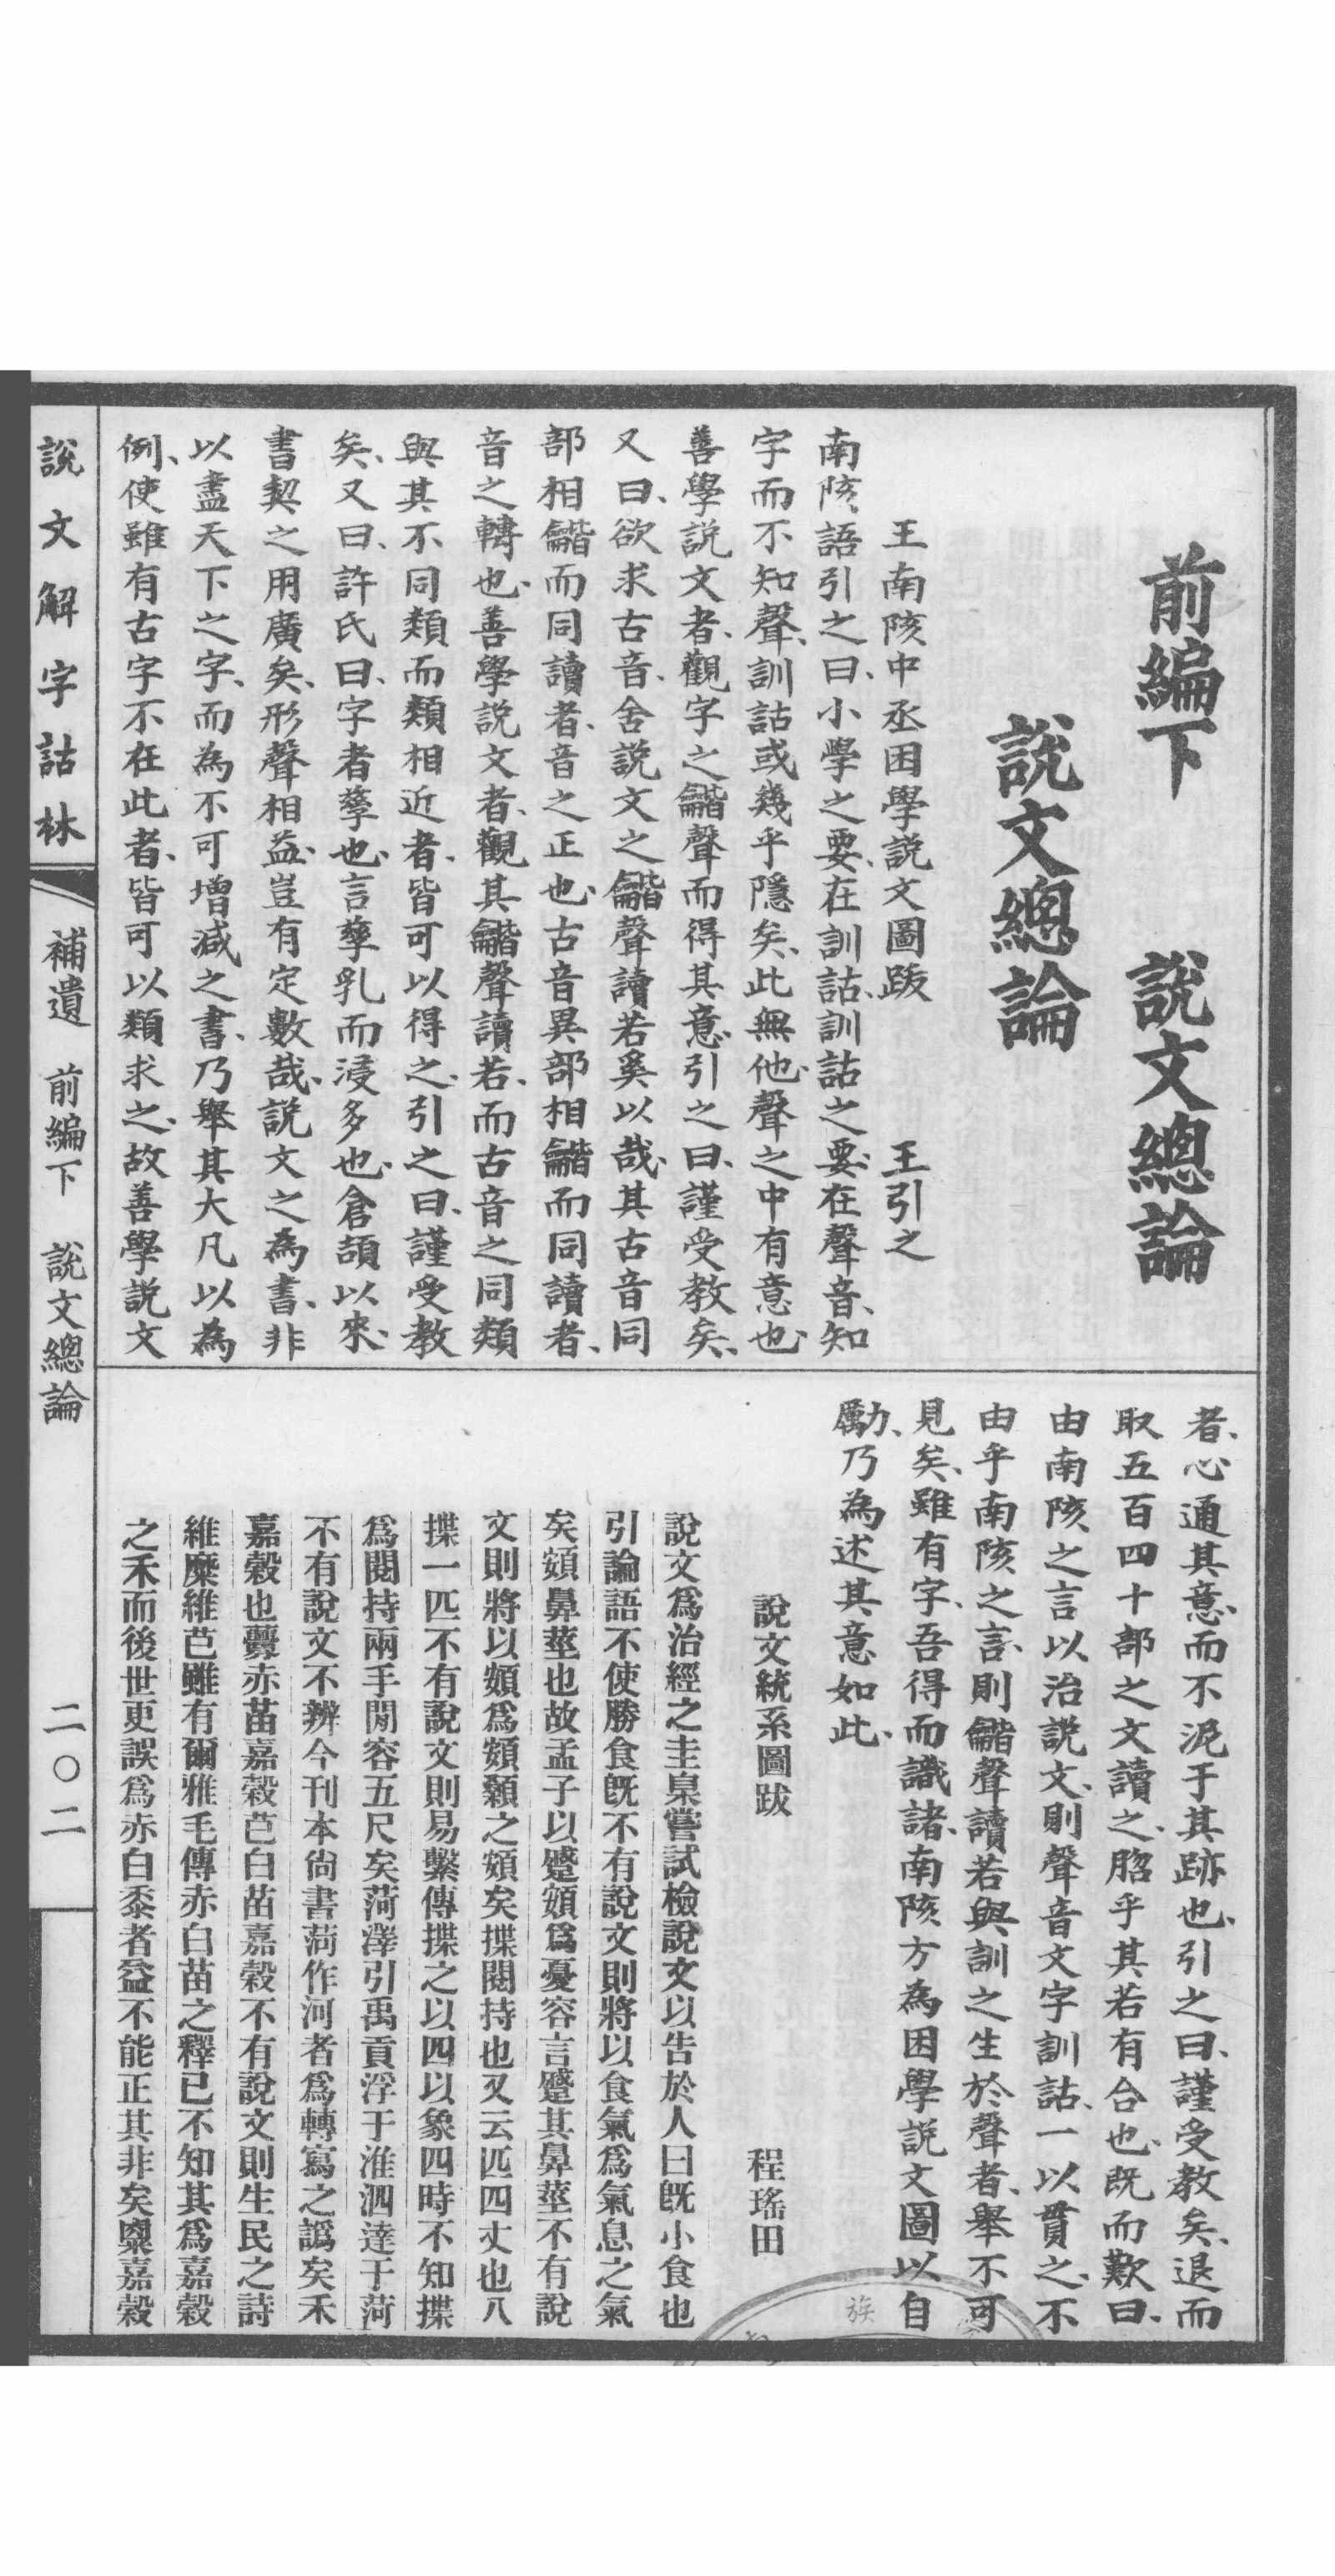 前編下　說文總論
說文總論
王南陔中丞困學說文圖跋　王引之
南陔語引之曰、小學之要、在訓詁、訓詁之要、在聲音、知
字而不知聲、訓詁或幾乎隱矣、此無他、聲之中有意也、
善學說文者、觀字之龤聲而得其意、引之曰、謹受教矣、
又曰、欲求古音、舍說文之龤聲讀若奚以哉、其古音同
部相龤而同讀者、音之正也、古音異部相龤而同讀者、
音之轉也、善學說文者、觀其龤聲讀若、而古音之同類
與其不同類而類相近者、皆可以得之、引之曰、謹受教
矣、又曰、許氏曰、字者孳也、言孳乳而浸多也、倉頡以來、
書契之用廣矣、形聲相益、豈有定數哉、說文之為書、非
以盡天下之字、而為不可增減之書、乃舉其大凡以為
例、使雖有古字不在此者、皆可以類求之、故善學說文
者、心通其意、而不泥于其跡也、引之曰、謹受教矣、退而
取五百四十部之文讀之、脗乎其若有合也、旣而歎曰、
由南陔之言以治說文、則聲音文字訓詁、一以貫之、不
由乎南陔之言、則龤聲讀若與訓之生於聲者、舉不可
見矣、雖有字、吾得而識諸、南陔方為困學說文圖以自
勵、乃為述其意如此、
說文統系圖跋　程瑤田
說文爲治經之圭臬嘗試檢說文以告於人曰旣小食也
引論語不使勝食旣不有說文則將以食氣爲氣息之氣
矣頞鼻莖也故孟子以蹙頞爲憂容言蹙其鼻莖不有說
文則將以頞爲頞顙之頞矣揲閱持也又云匹四丈也八
揲一匹不有說文則易繫傳揲之以四以象四時不知揲
爲閱持兩手閒容五尺矣菏澤引禹貢浮于淮泗達于菏
不有說文不辨今刊本尙書菏作河者爲轉寫之譌矣禾
嘉穀也虋赤苗嘉穀芑白苗嘉穀不有說文則生民之詩
維穈維芑雖有爾雅毛傳赤白苗之釋已不知其爲嘉穀
之禾而後世更誤爲赤白黍者益不能正其非矣㮚嘉穀
說文解字詁林　補遺　前編下　說文總論　二〇二
族